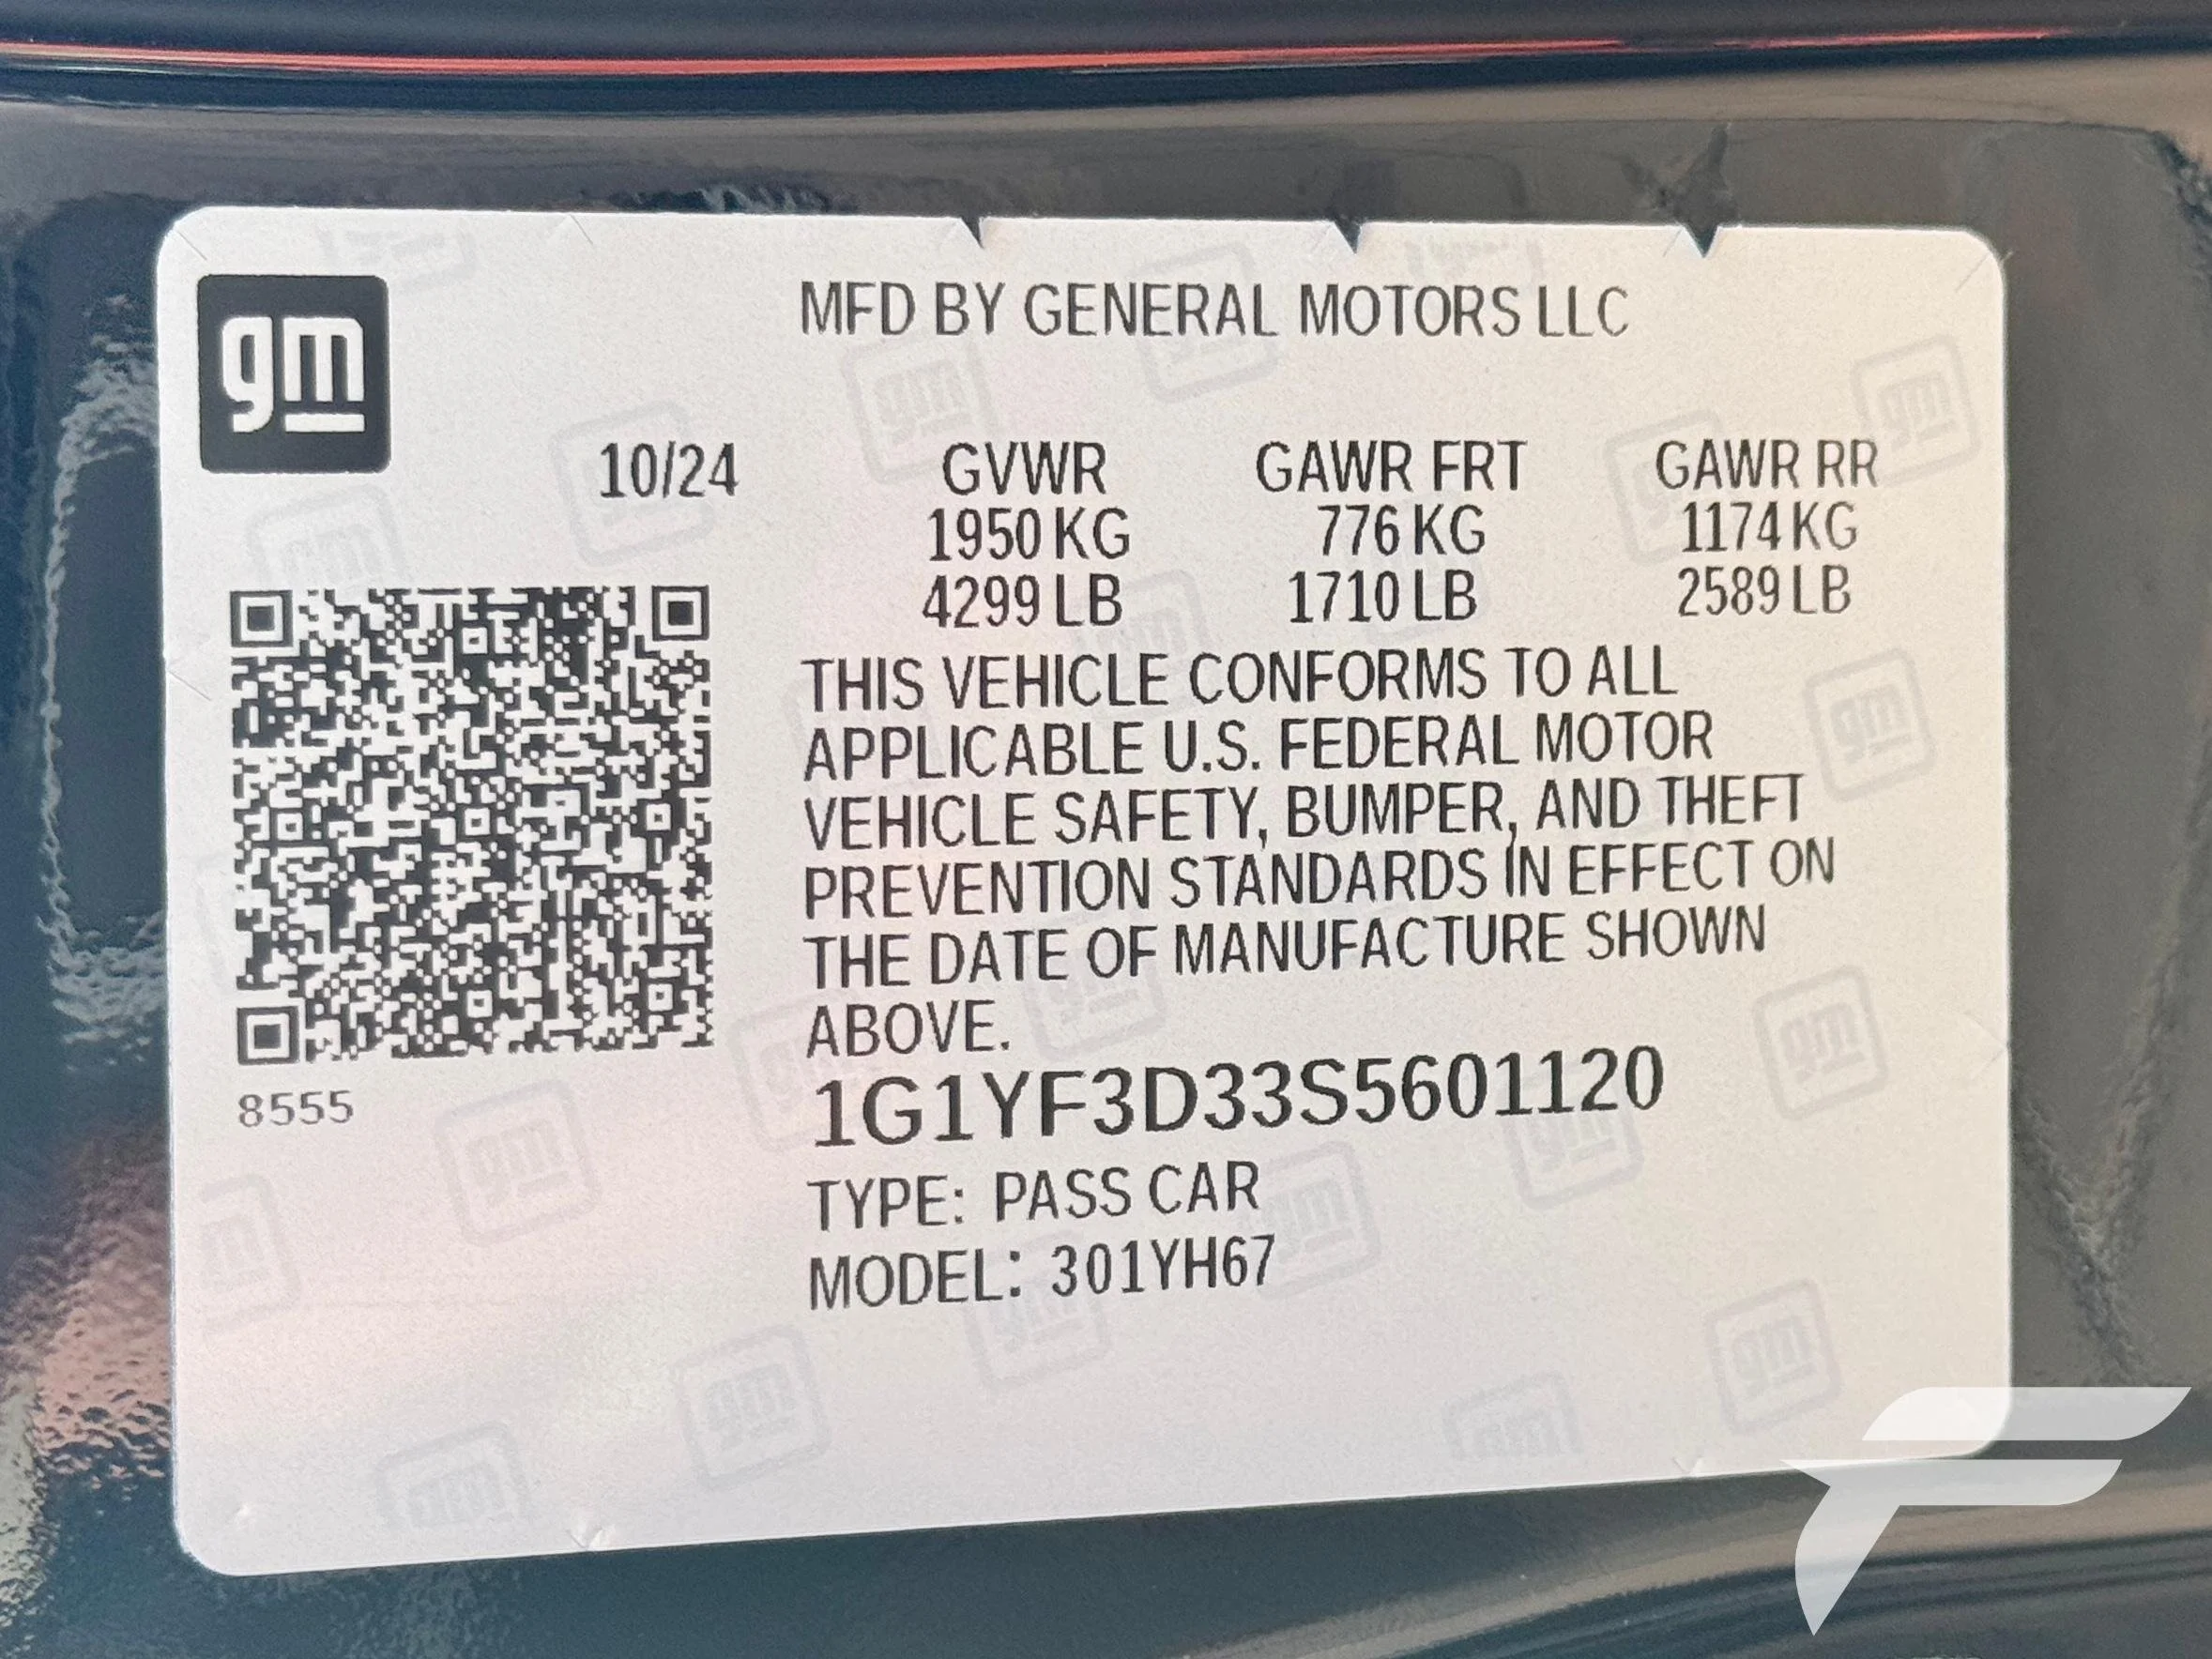 gm
MFD BY GENERAL MOTORS LLC
10/24 GVWR GAWR FRT GAWR RR
1950 KG 776 KG 1174 KG
4299 LB 1710 LB 2589 LB
THIS VEHICLE CONFORMS TO ALL
APPLICABLE U.S. FEDERAL MOTOR
VEHICLE SAFETY, BUMPER, AND THEFT
PREVENTION STANDARDS IN EFFECT ON
THE DATE OF MANUFACTURE SHOWN
ABOVE.
8555
1G1YF3D33S5601120
TYPE: PASS CAR
MODEL: 301YH67